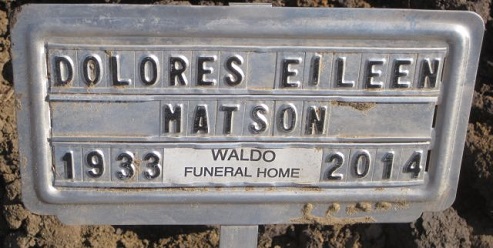 DOLORES EILEEN
MATSON
1933 WALDO FUNERAL HOME 2014